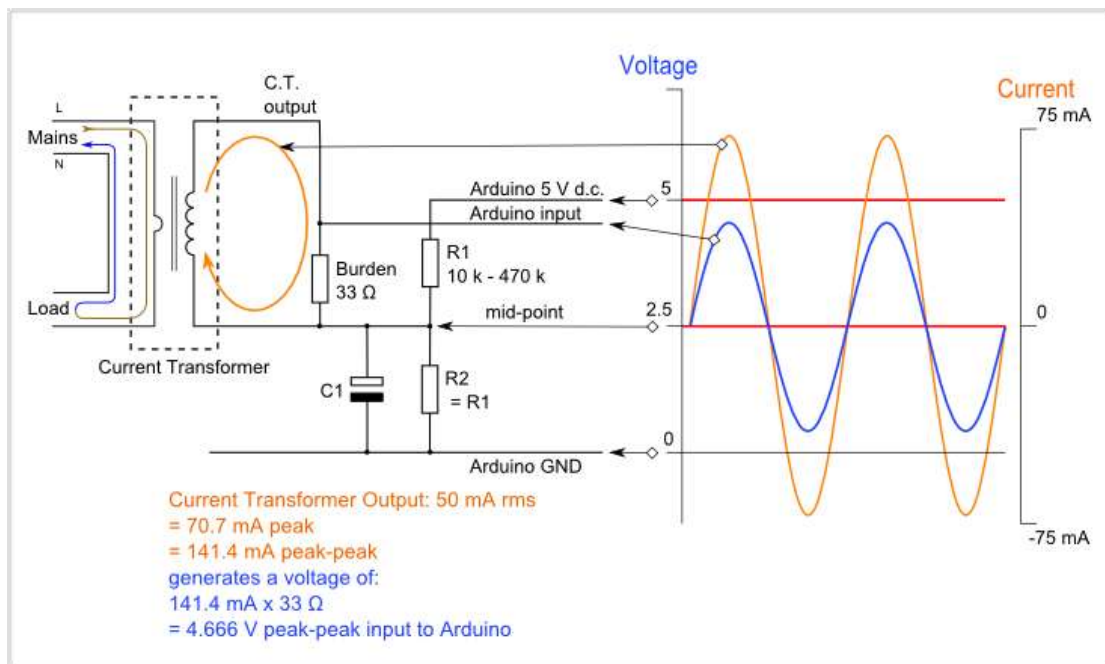 Voltage
Current
C.T.
output
75 mA
L
Mains
N
Arduino 5 V d.c.
5
Arduino input
R1
10 k - 470 k
Burden
33 Ω
mid-point
2.5
0
Load
Current Transformer
C1
R2
= R1
0
Arduino GND
-75 mA
Current Transformer Output: 50 mA rms
= 70.7 mA peak
= 141.4 mA peak-peak
generates a voltage of:
141.4 mA x 33 Ω
= 4.666 V peak-peak input to Arduino